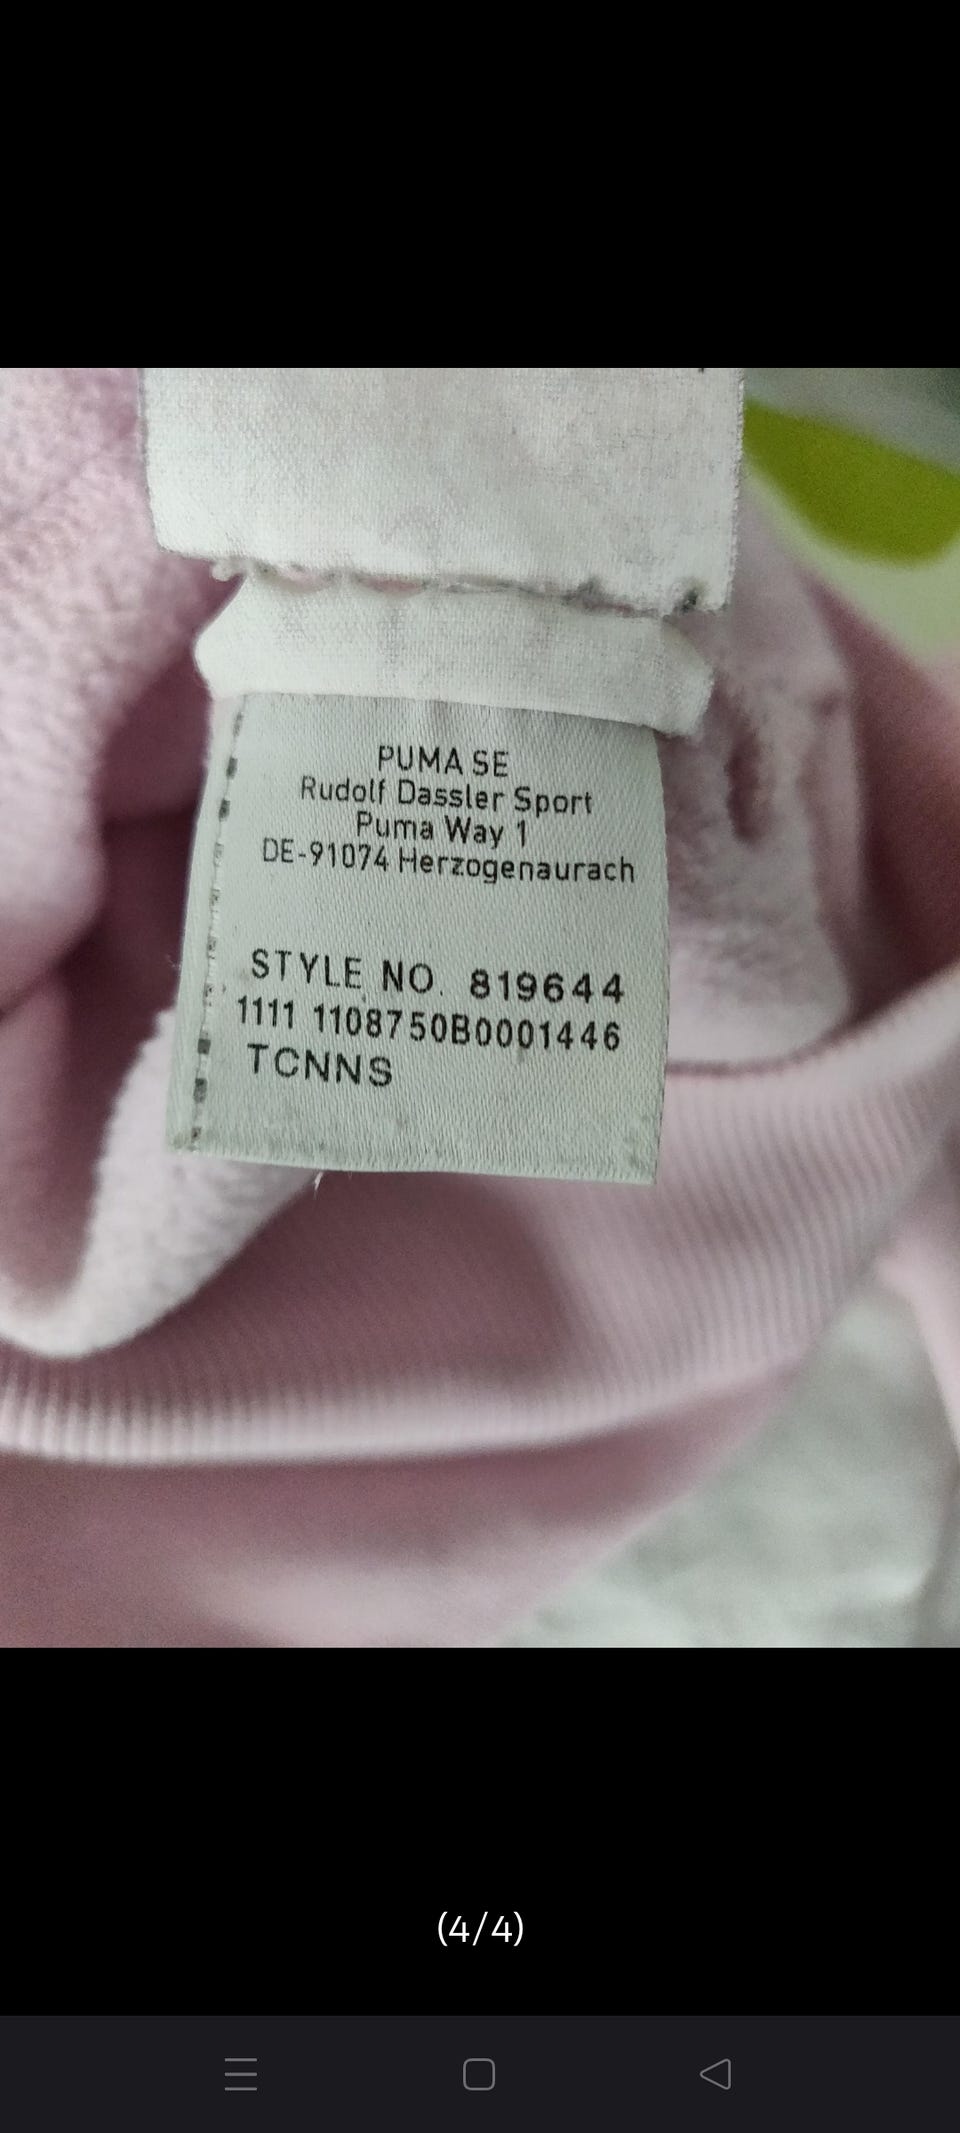 PUMA SE
Rudolf Dassler Sport
Puma Way 1
DE-91074 Herzogenaurach
STYLE NO. 819644
1111 1108750B0001446
TCNNS
(4/4)